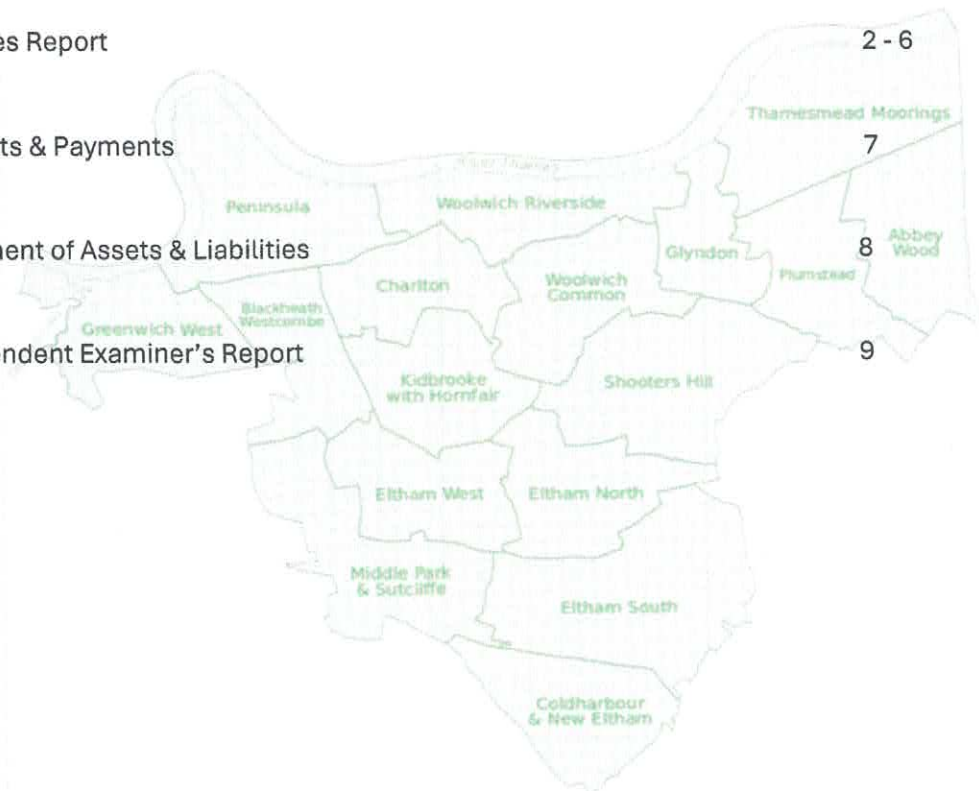 es Report 2 - 6
Thamesmead Moorings
ts & Payments 7
Peninsula
Woolwich Riverside
ent of Assets & Liabilities 8
Glyndon
Abbey
Wood
Plumstead
Charlton
Woolwich
Common
Blackheath
Westcombe
Greenwich West
ndent Examiner's Report 9
Kidbrooke
with Hornfair
Shooters Hill
Eltham West
Eltham North
Middle Park
& Sutcliffe
Eltham South
Coldharbour
& New Eltham